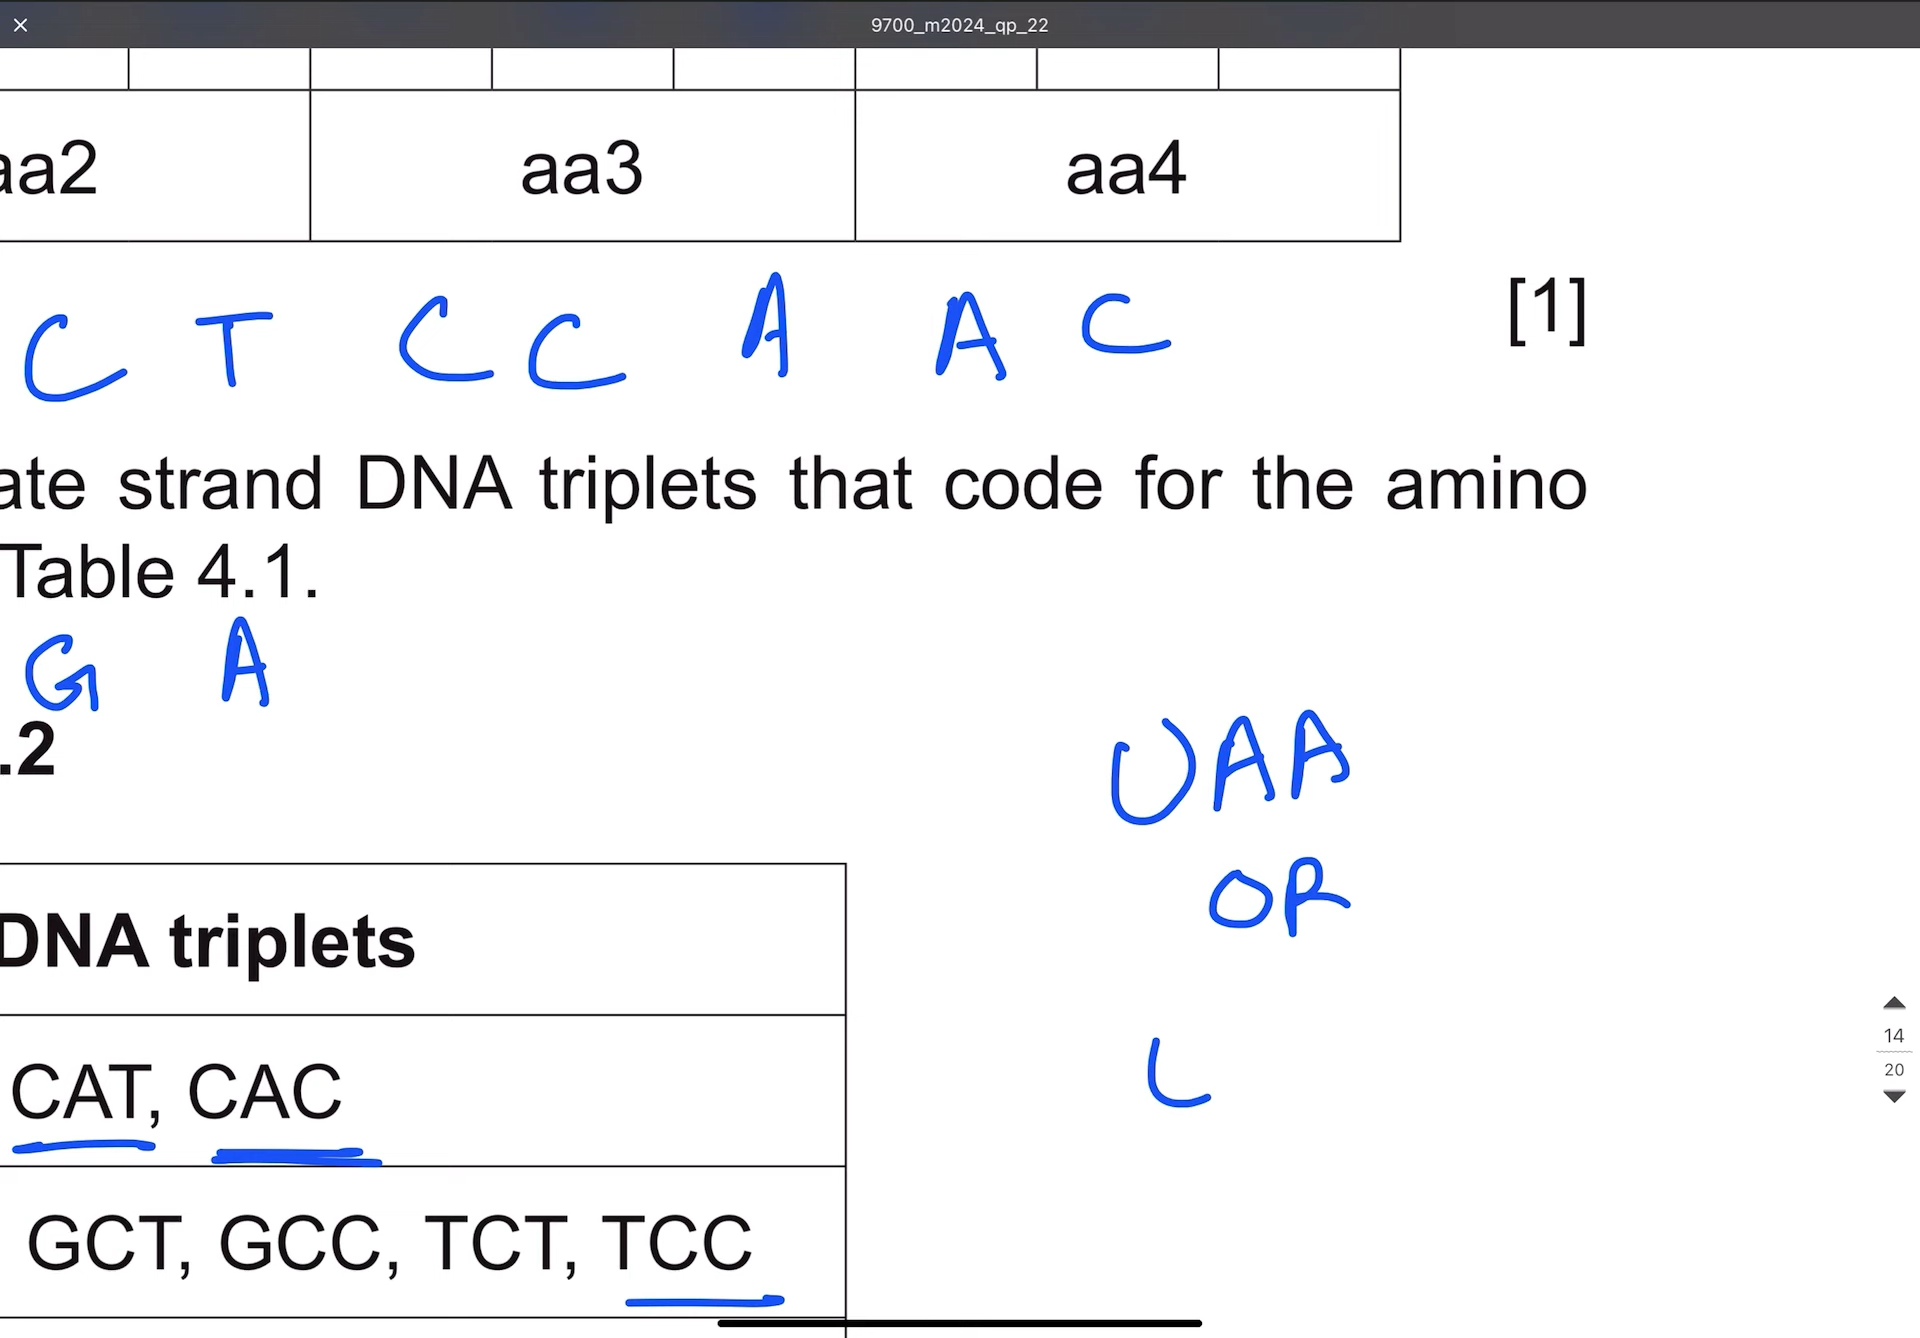 9700_m2024_qp_22
aa2 aa3 aa4
[1]
C T C C A A C
ate strand DNA triplets that code for the amino
Table 4.1.
G A
.2
UAA
OR
DNA triplets
14
20
CAT, CAC
L
GCT, GCC, TCT, TCC